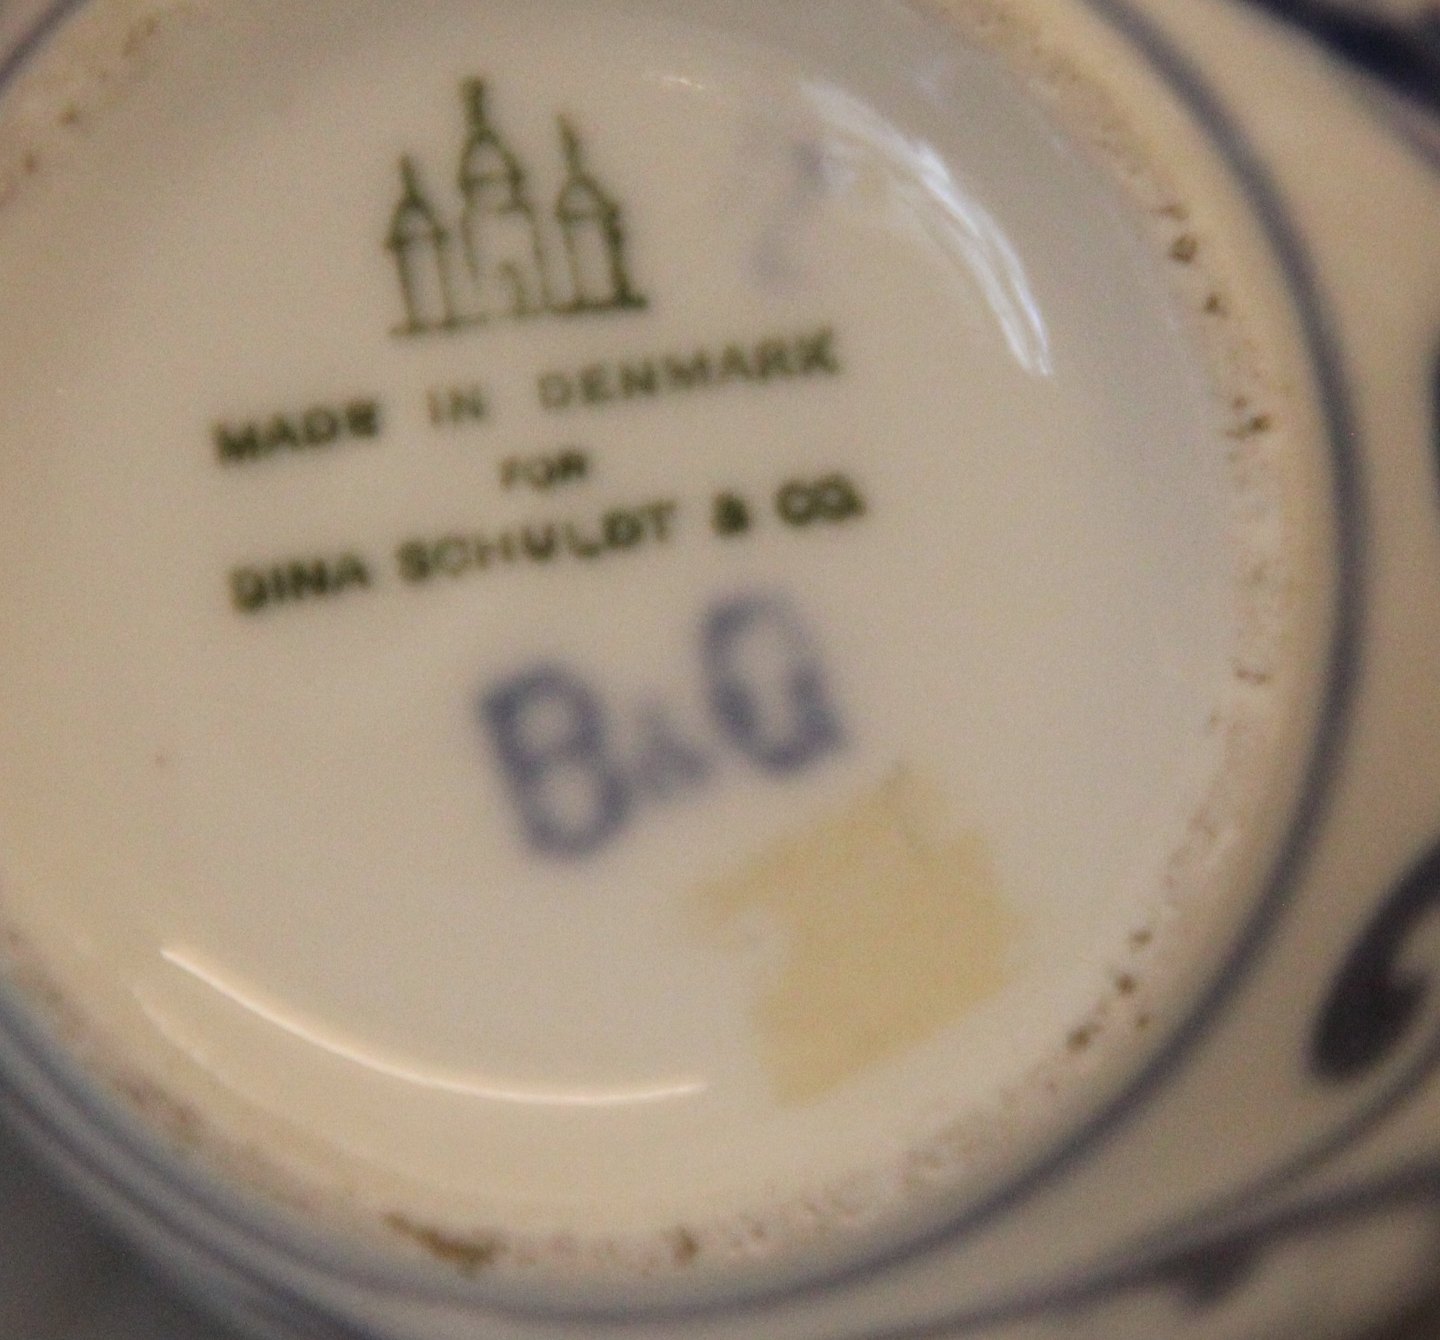 MADE IN DENMARK
FOR
DINA SCHULDT & CO.
B&G